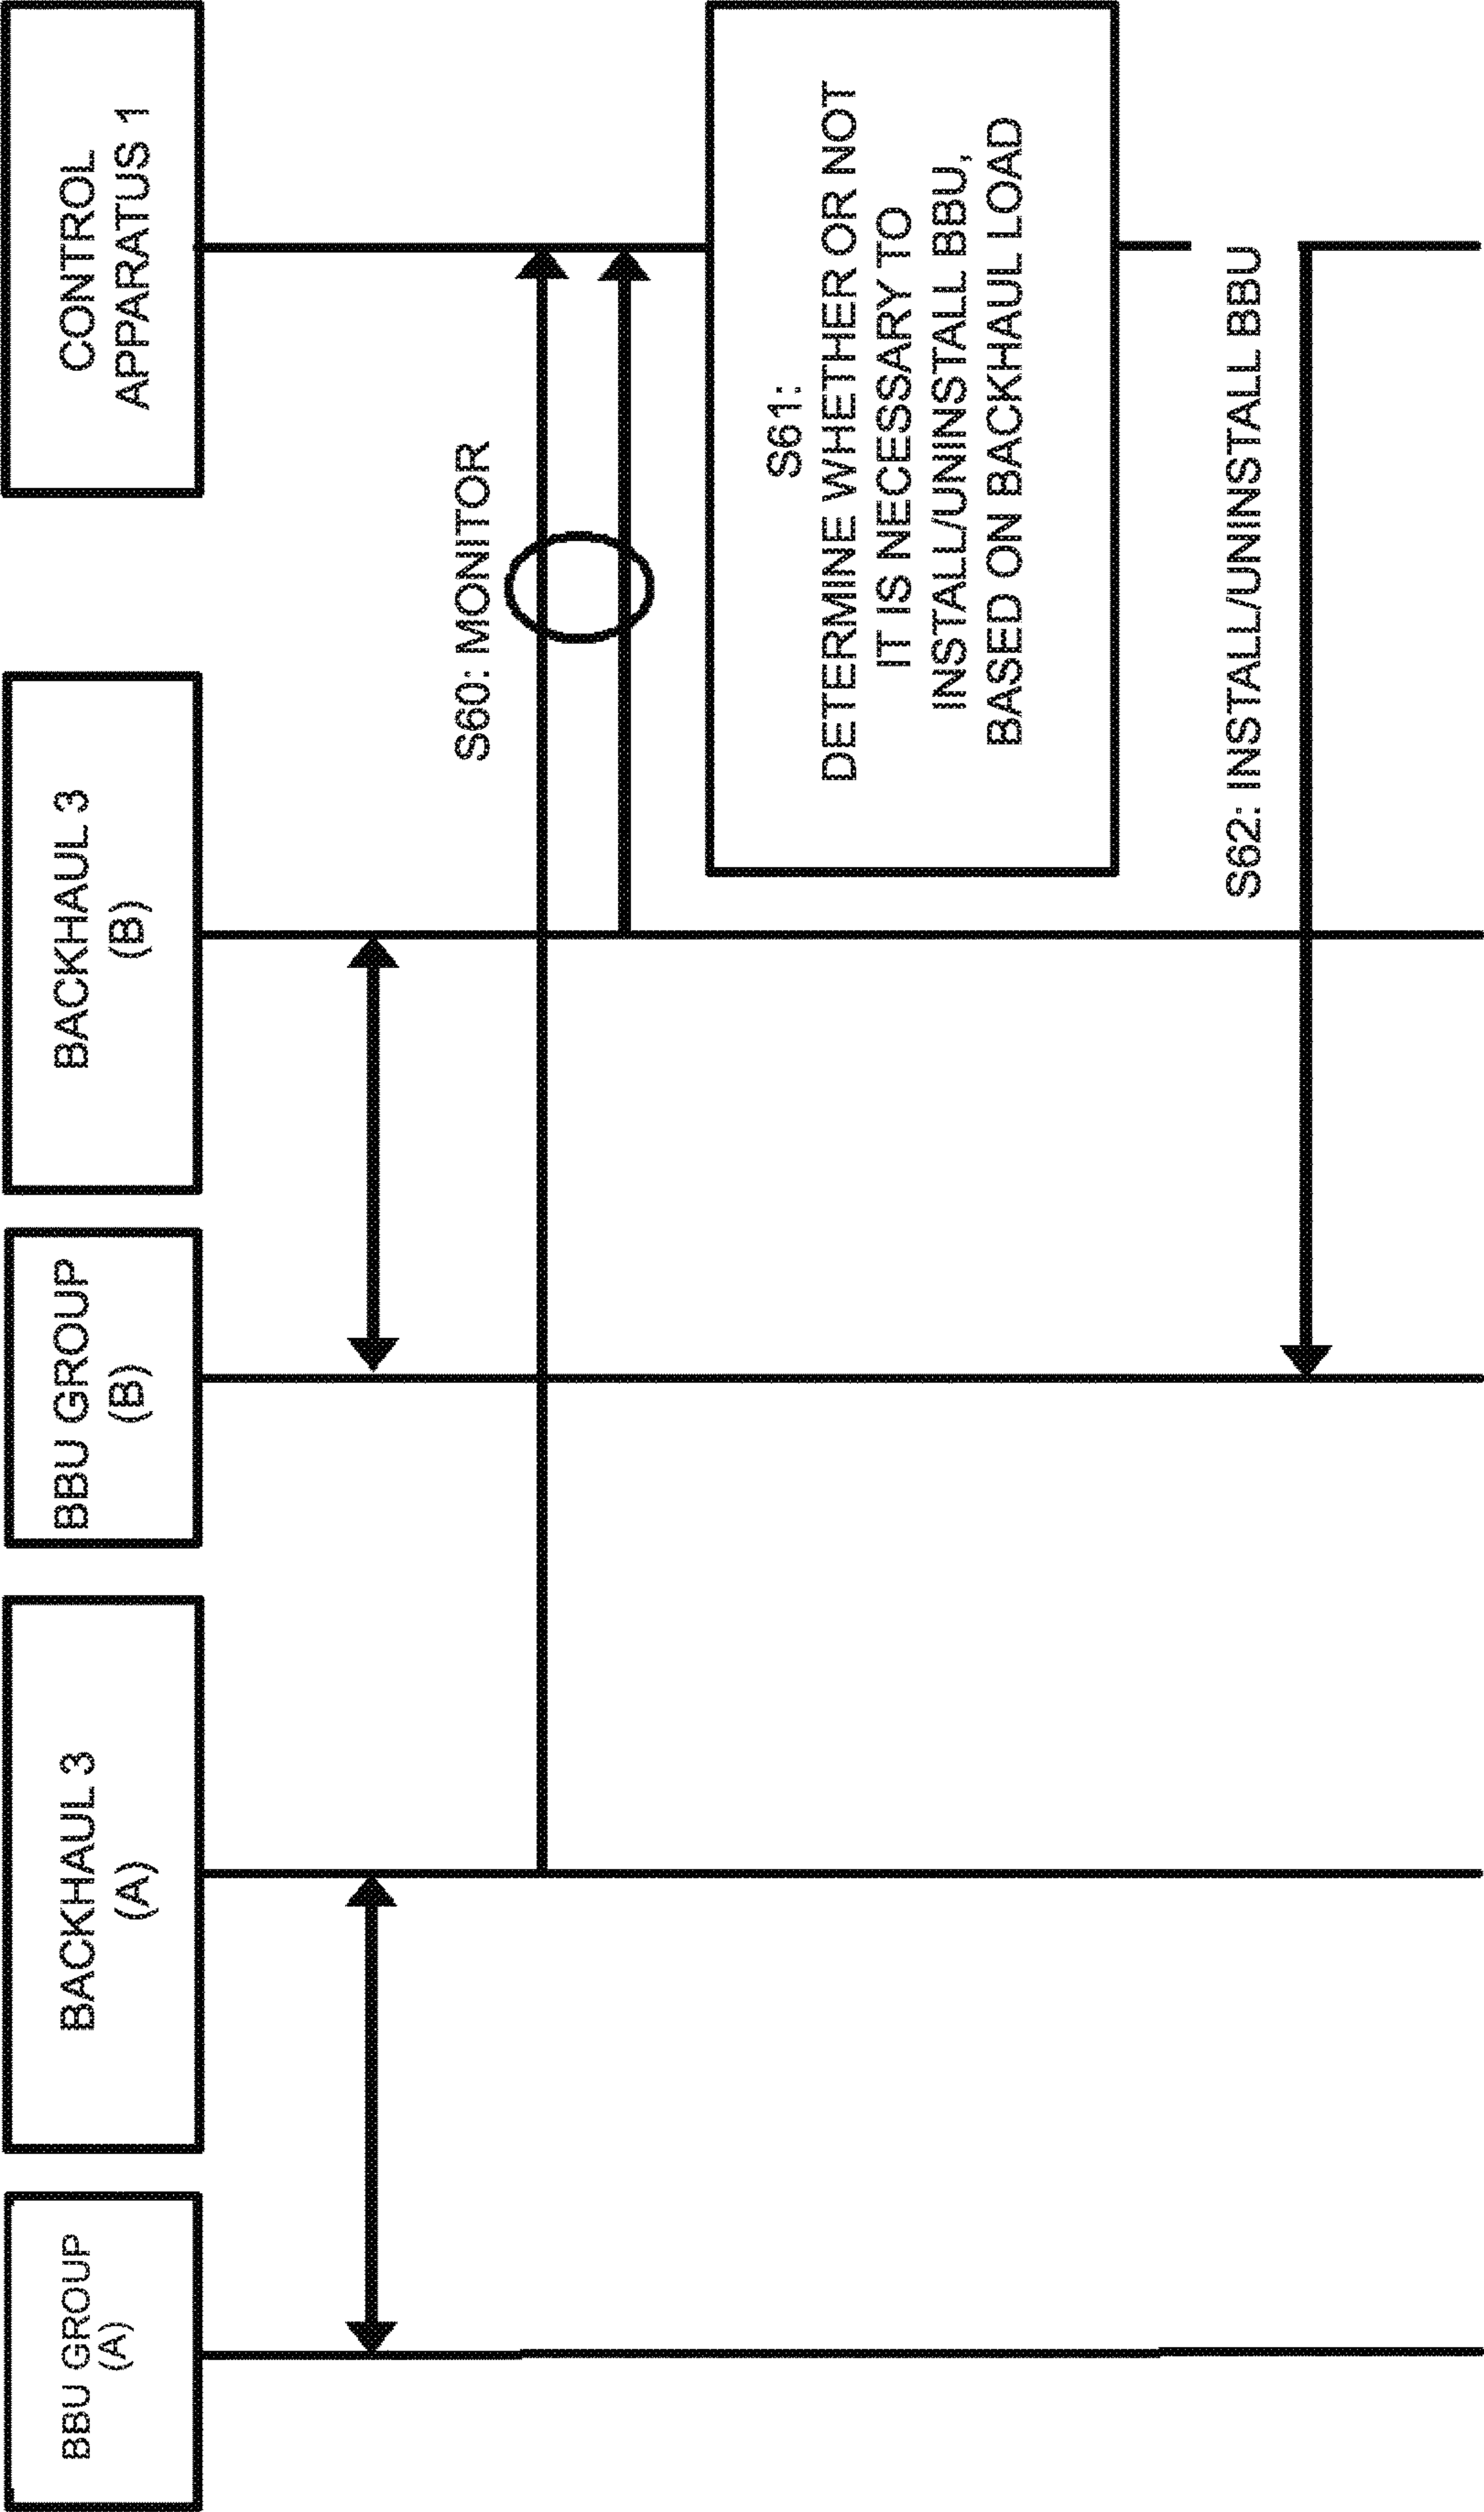 BBU GROUP
(A)
BACKHAUL 3
(A)
BBU GROUP
(B)
BACKHAUL 3
(B)
CONTROL
APPARATUS 1
S60: MONITOR
S61:
DETERMINE WHETHER OR NOT
IT IS NECESSARY TO
INSTALL/UNINSTALL BBU,
BASED ON BACKHAUL LOAD
S62: INSTALL/UNINSTALL BBU